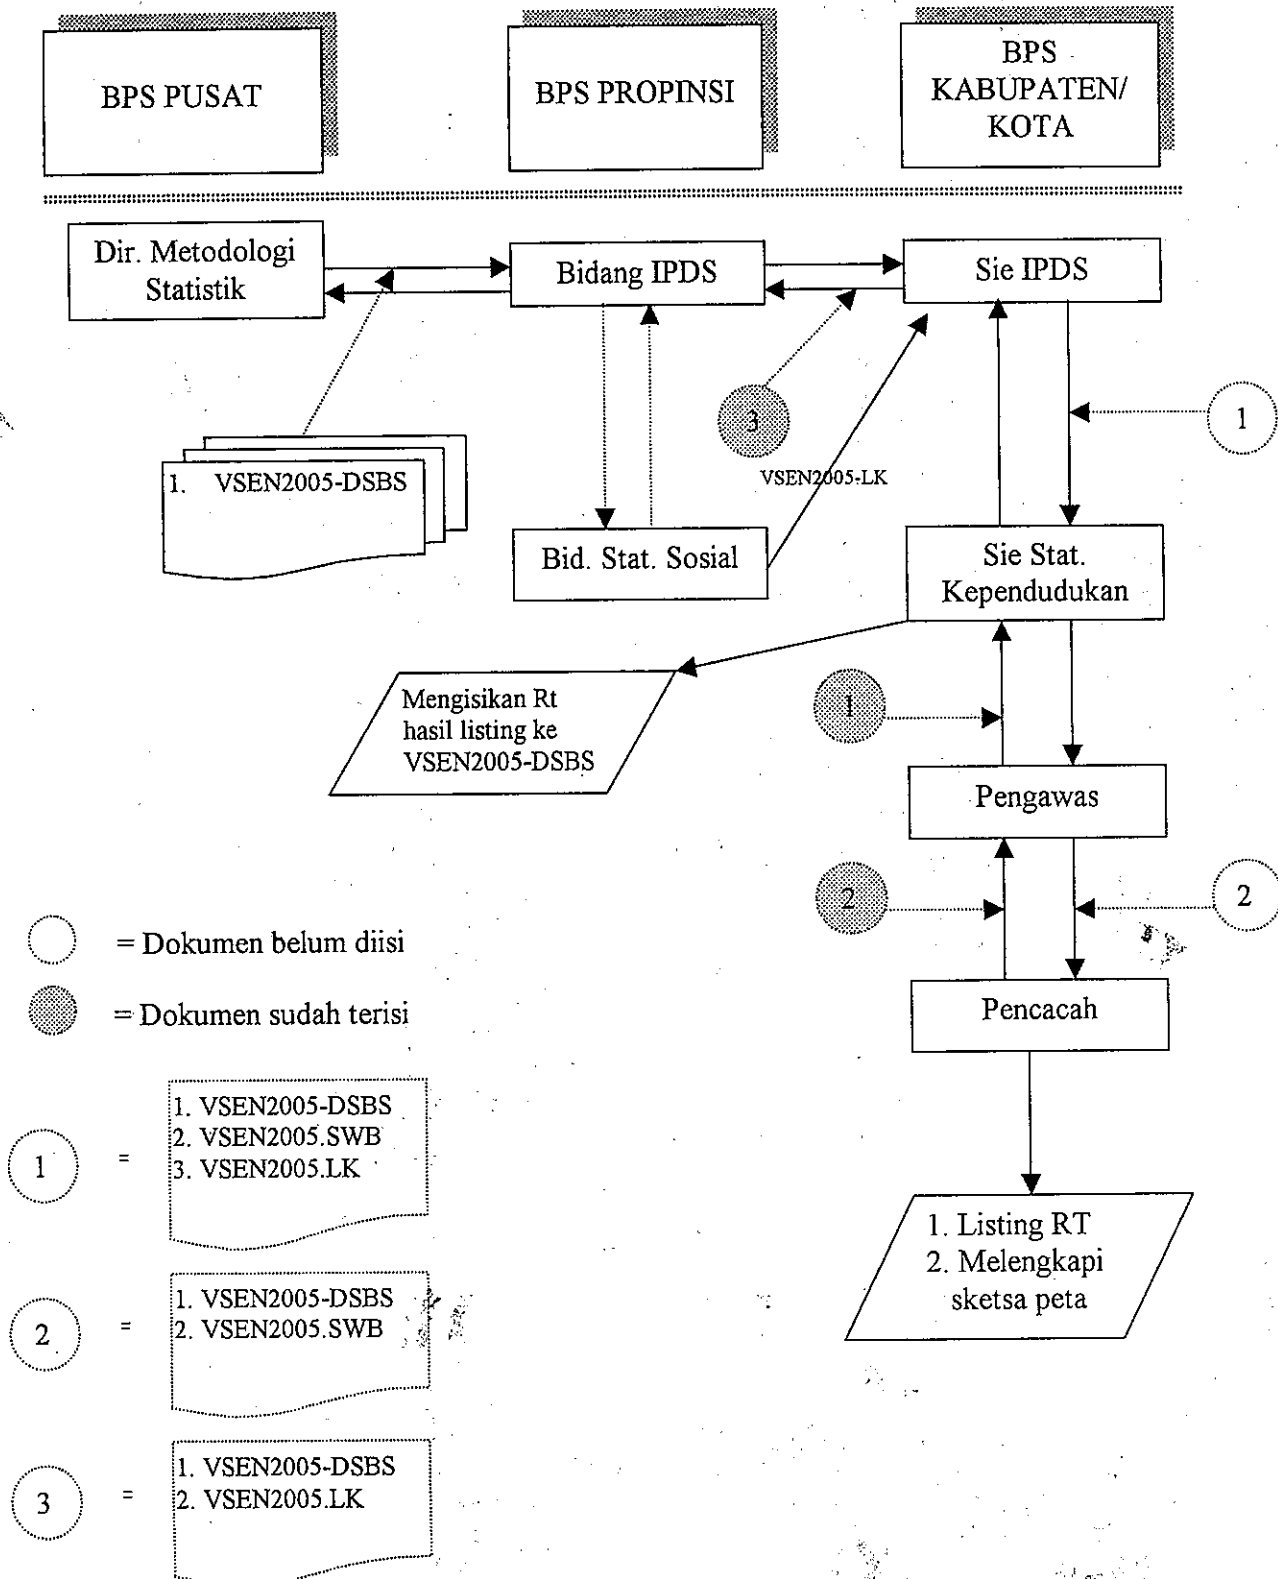 BPS PUSAT
BPS PROPINSI
BPS
KABUPATEN/
KOTA
Dir. Metodologi
Statistik
Bidang IPDS
Sie IPDS
3
1
VSEN2005-LK
1. VSEN2005-DSBS
Bid. Stat. Sosial
Sie Stat.
Kependudukan
Mengisikan Rt
hasil listing ke
VSEN2005-DSBS
1
Pengawas
2
2
= Dokumen belum diisi
= Dokumen sudah terisi
Pencacah
1 =
1. VSEN2005-DSBS
2. VSEN2005.SWB
3. VSEN2005.LK
1. Listing RT
2. Melengkapi
sketsa peta
2 =
1. VSEN2005-DSBS
2. VSEN2005.SWB
3 =
1. VSEN2005-DSBS
2. VSEN2005.LK